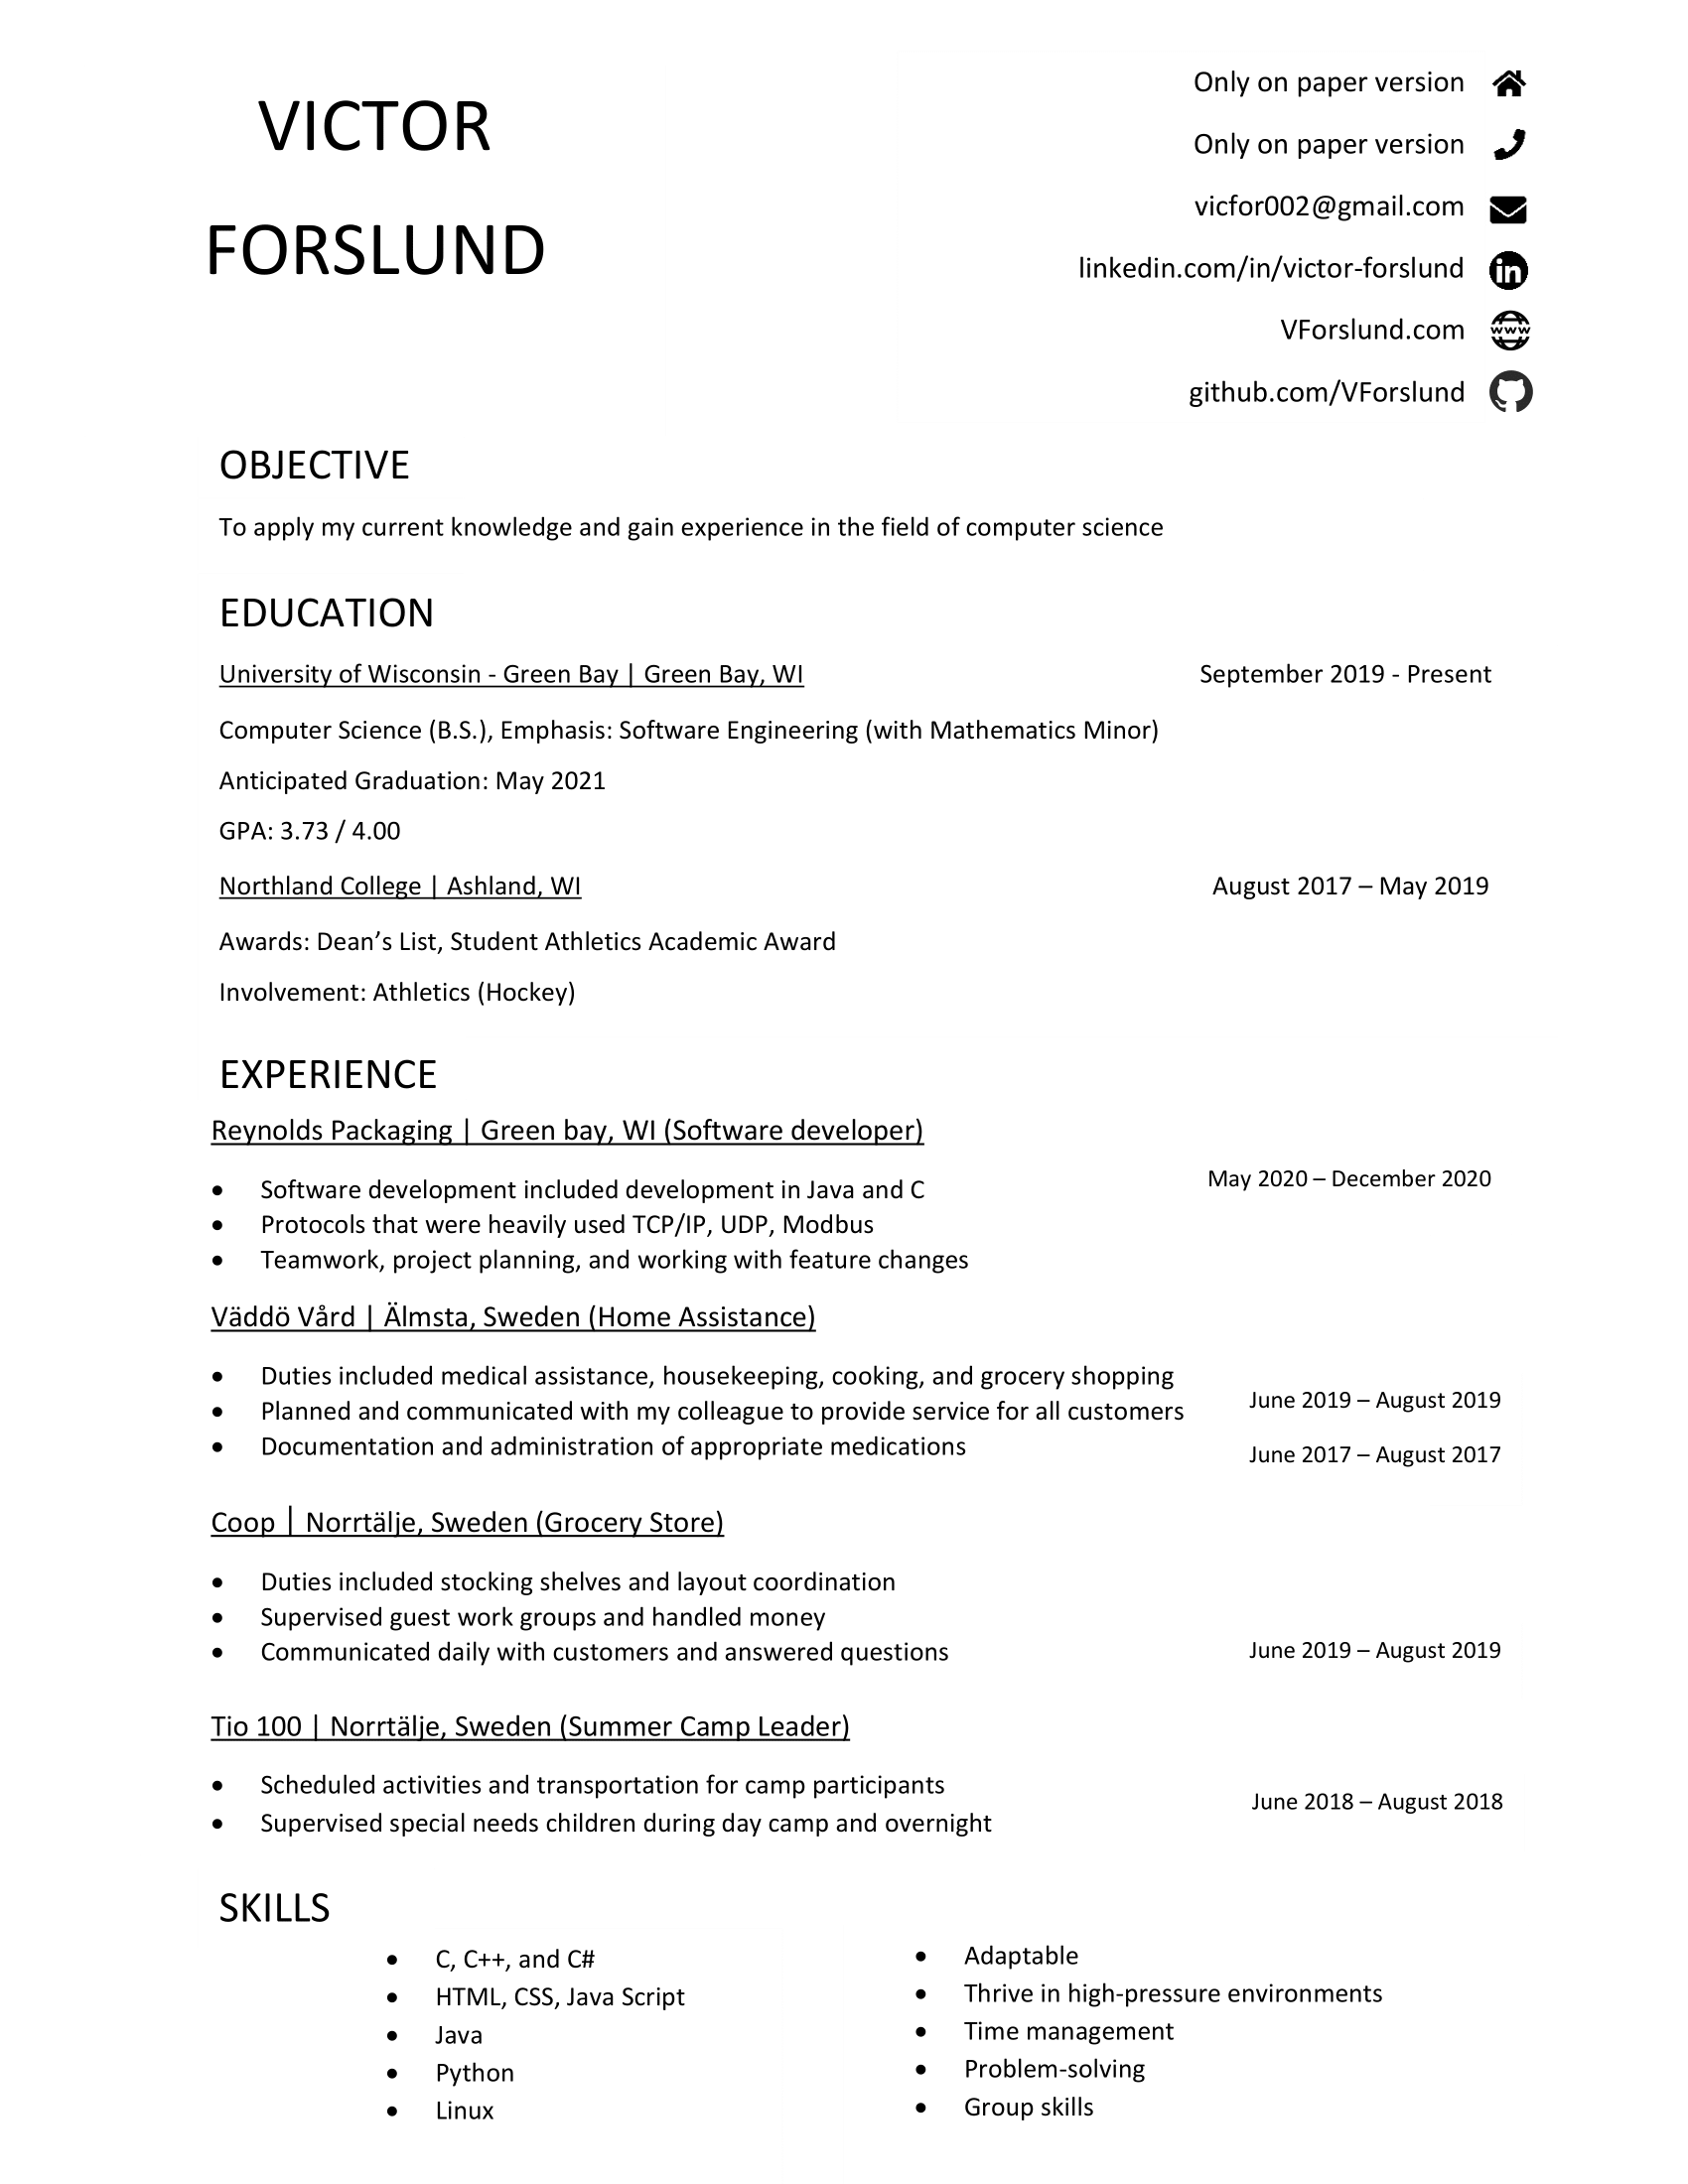 VICTOR
FORSLUND
Only on paper version
Only on paper version
victfor002@gmail.com
linkedin.com/in/victor-forslund
VForslund.com
github.com/VForslund
OBJECTIVE
To apply my current knowledge and gain experience in the field of computer science
EDUCATION
University of Wisconsin - Green Bay | Green Bay, WI September 2019 - Present
Computer Science (B.S.), Emphasis: Software Engineering (with Mathematics Minor)
Anticipated Graduation: May 2021
GPA: 3.73 / 4.00
Northland College | Ashland, WI August 2017 – May 2019
Awards: Dean’s List, Student Athletics Academic Award
Involvement: Athletics (Hockey)
EXPERIENCE
Reynolds Packaging | Green bay, WI (Software developer)
May 2020 – December 2020
• Software development included development in Java and C
• Protocols that were heavily used TCP/IP, UDP, Modbus
• Teamwork, project planning, and working with feature changes
Väddö Vård | Älmsta, Sweden (Home Assistance)
• Duties included medical assistance, housekeeping, cooking, and grocery shopping
June 2019 – August 2019
• Planned and communicated with my colleague to provide service for all customers
• Documentation and administration of appropriate medications
June 2017 – August 2017
Coop | Norrtälje, Sweden (Grocery Store)
• Duties included stocking shelves and layout coordination
• Supervised guest work groups and handled money
• Communicated daily with customers and answered questions
June 2019 – August 2019
Tio 100 | Norrtälje, Sweden (Summer Camp Leader)
• Scheduled activities and transportation for camp participants
June 2018 – August 2018
• Supervised special needs children during day camp and overnight
SKILLS
• C, C++, and C#
• HTML, CSS, Java Script
• Java
• Python
• Linux
• Adaptable
• Thrive in high-pressure environments
• Time management
• Problem-solving
• Group skills